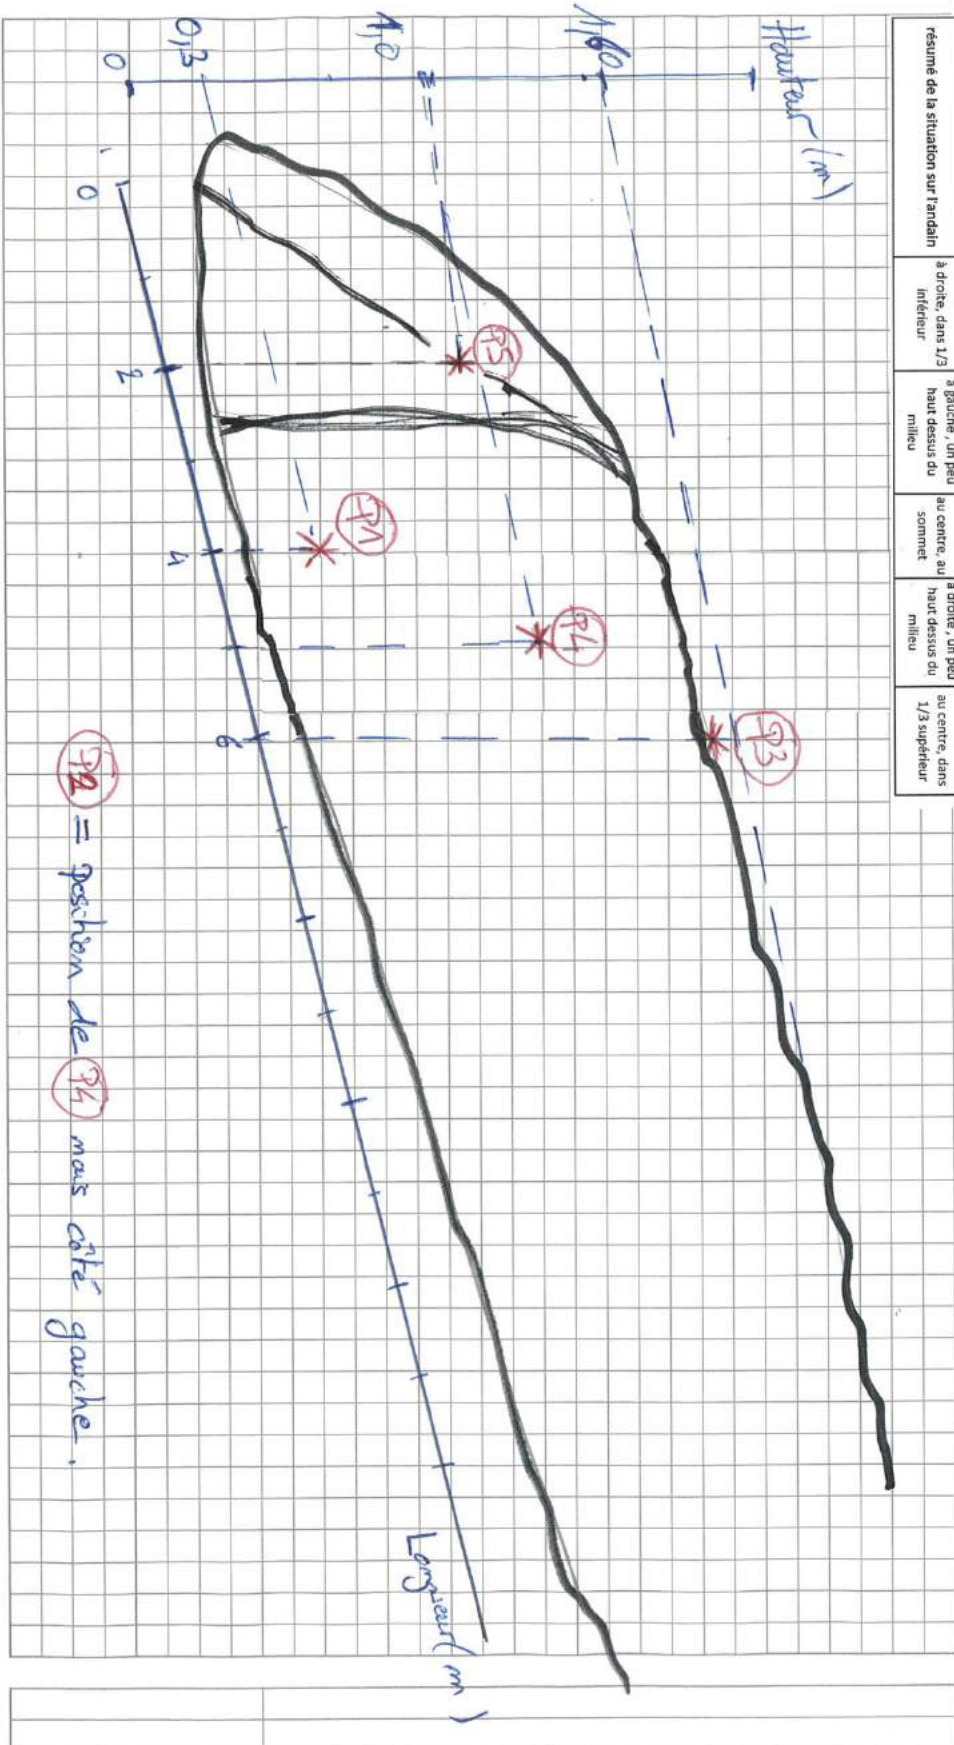 résumé de la situation sur l'andain
à droite, dans 1/3
inférieur
à gauche, un peu
haut dessus du
milieu
au centre, au
sommet
à droite, un peu
haut dessus du
milieu
au centre, dans
1/3 supérieur
Hauteur (m)
1,60
1,0
0,3
0
0
2
4
6
Longueur (m)
P5
P1
P4
P3
P2 = position de P4 mais côté gauche.